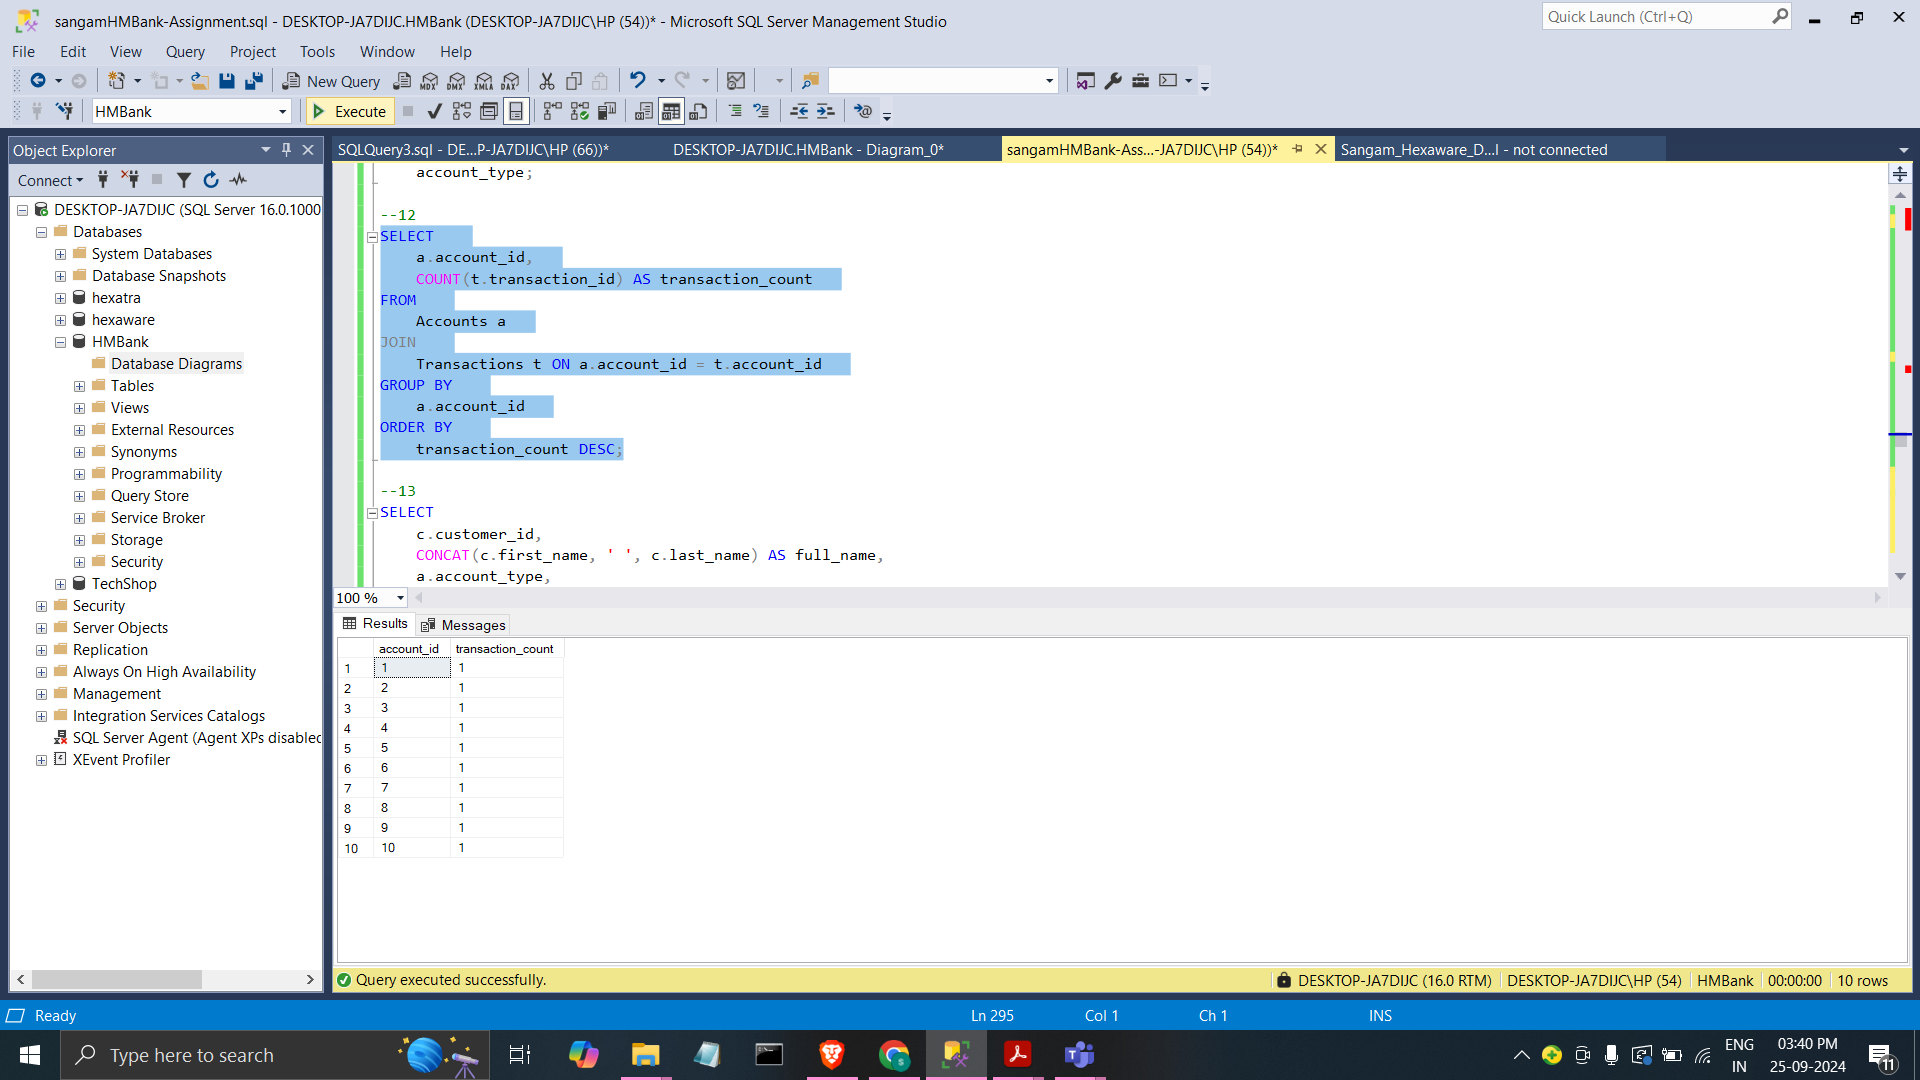 sangamHMBank-Assignment.sql - DESKTOP-JA7DIJC.HMBank (DESKTOP-JA7DIJC\HP (54))* - Microsoft SQL Server Management Studio
Quick Launch (Ctrl+Q)
File Edit View Query Project Tools Window Help
New Query
MDX DMX XMLA DAX
HMBank
Execute
Object Explorer
SQLQuery3.sql - DE...P-JA7DIJC\HP (66))*
DESKTOP-JA7DIJC.HMBank - Diagram_0*
sangamHMBank-Ass...-JA7DIJC\HP (54))*
Sangam_Hexaware_D...l - not connected
Connect
DESKTOP-JA7DIJC (SQL Server 16.0.1000
Databases
System Databases
Database Snapshots
hexatra
hexaware
HMBank
Database Diagrams
Tables
Views
External Resources
Synonyms
Programmability
Query Store
Service Broker
Storage
Security
TechShop
Security
Server Objects
Replication
Always On High Availability
Management
Integration Services Catalogs
SQL Server Agent (Agent XPs disabled
XEvent Profiler
account_type;
--12
SELECT
a.account_id,
COUNT(t.transaction_id) AS transaction_count
FROM
Accounts a
JOIN
Transactions t ON a.account_id = t.account_id
GROUP BY
a.account_id
ORDER BY
transaction_count DESC;
--13
SELECT
c.customer_id,
CONCAT(c.first_name, ' ', c.last_name) AS full_name,
a.account_type,
100 %
Results Messages
account_id transaction_count
1 1 1
2 2 1
3 3 1
4 4 1
5 5 1
6 6 1
7 7 1
8 8 1
9 9 1
10 10 1
Query executed successfully.
DESKTOP-JA7DIJC (16.0 RTM) DESKTOP-JA7DIJC\HP (54) HMBank 00:00:00 10 rows
Ready
Ln 295 Col 1 Ch 1 INS
Type here to search
ENG
IN
03:40 PM
25-09-2024
11